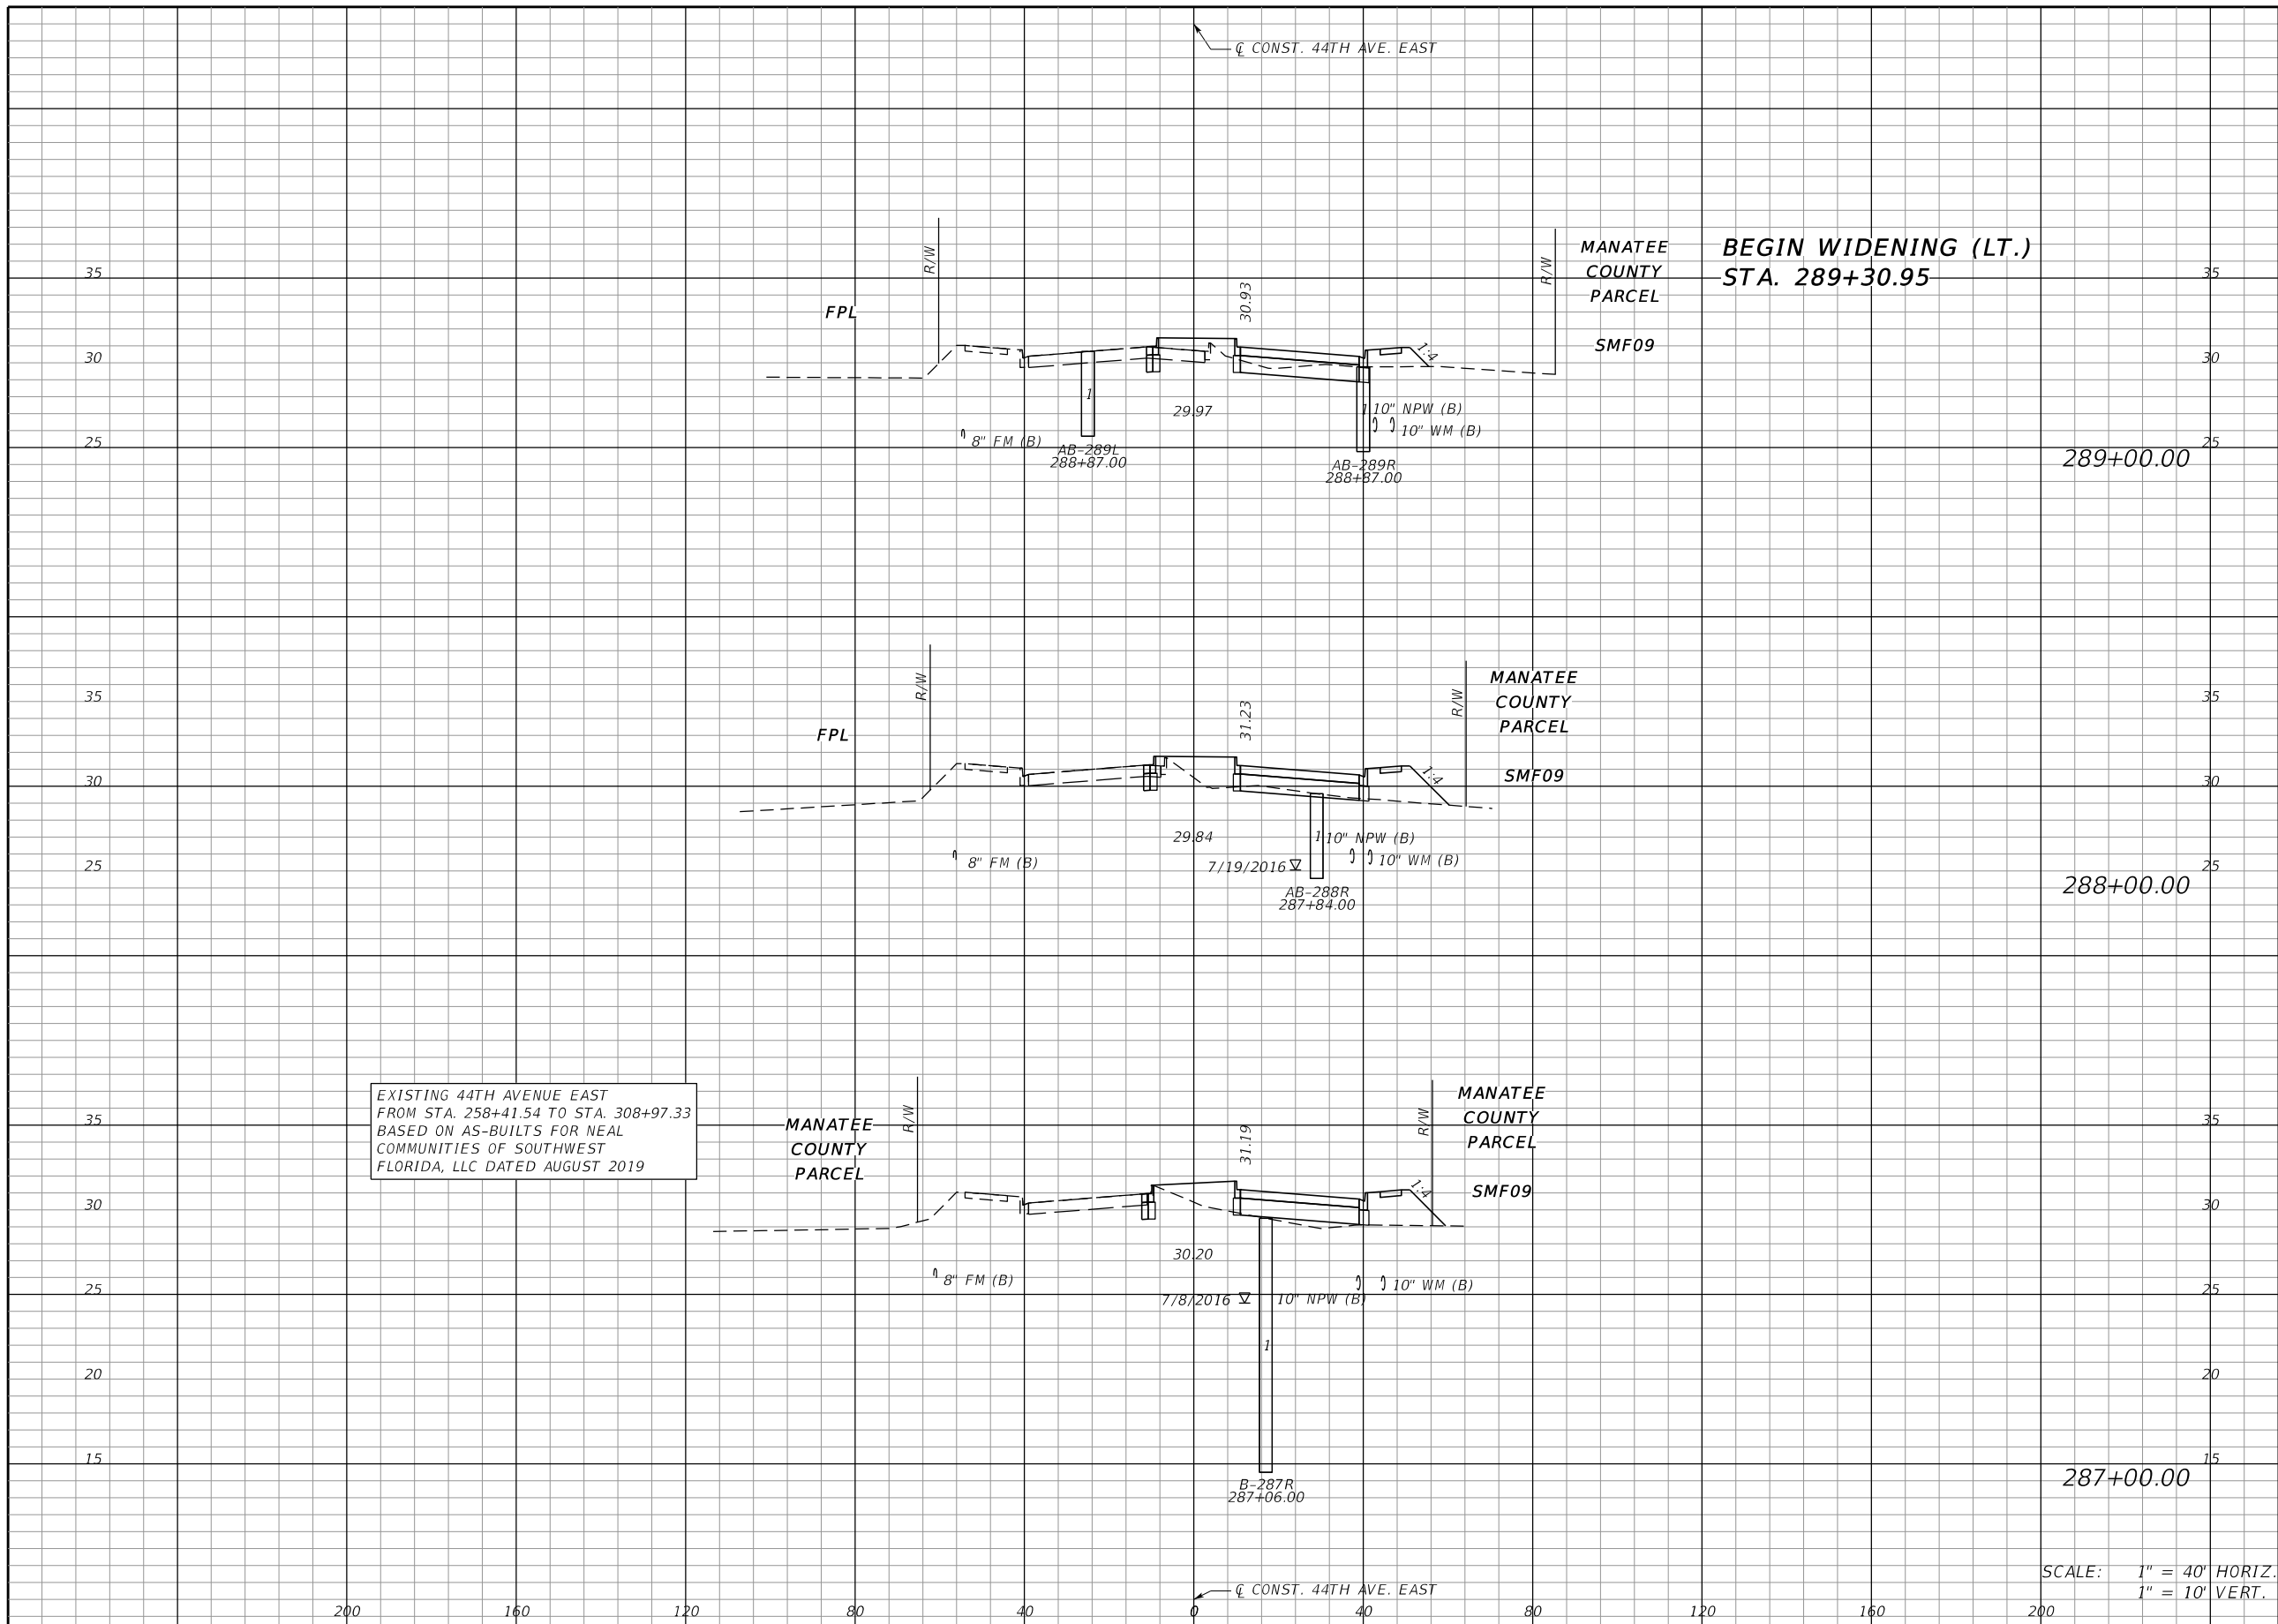 ℄ CONST. 44TH AVE. EAST
R/W
R/W
MANATEE
COUNTY
PARCEL
SMF09
BEGIN WIDENING (LT.)
STA. 289+30.95
35
35
FPL
30.93
30
30
1:4
1
29.97
1
10" NPW (B)
8" FM (B)
10" WM (B)
25
25
AB-289L
288+87.00
AB-289R
288+87.00
289+00.00
R/W
R/W
MANATEE
COUNTY
PARCEL
SMF09
35
35
FPL
31.23
30
30
1:4
29.84
1
10" NPW (B)
8" FM (B)
7/19/2016
10" WM (B)
25
25
AB-288R
287+84.00
288+00.00
EXISTING 44TH AVENUE EAST
FROM STA. 258+41.54 TO STA. 308+97.33
BASED ON AS-BUILTS FOR NEAL
COMMUNITIES OF SOUTHWEST
FLORIDA, LLC DATED AUGUST 2019
R/W
R/W
MANATEE
COUNTY
PARCEL
MANATEE
COUNTY
PARCEL
SMF09
35
35
31.19
30
30
1:4
30.20
8" FM (B)
10" WM (B)
25
25
7/8/2016
10" NPW (B)
1
20
20
15
15
B-287R
287+06.00
287+00.00
℄ CONST. 44TH AVE. EAST
SCALE: 1" = 40' HORIZ.
1" = 10' VERT.
200 160 120 80 40 0 40 80 120 160 200